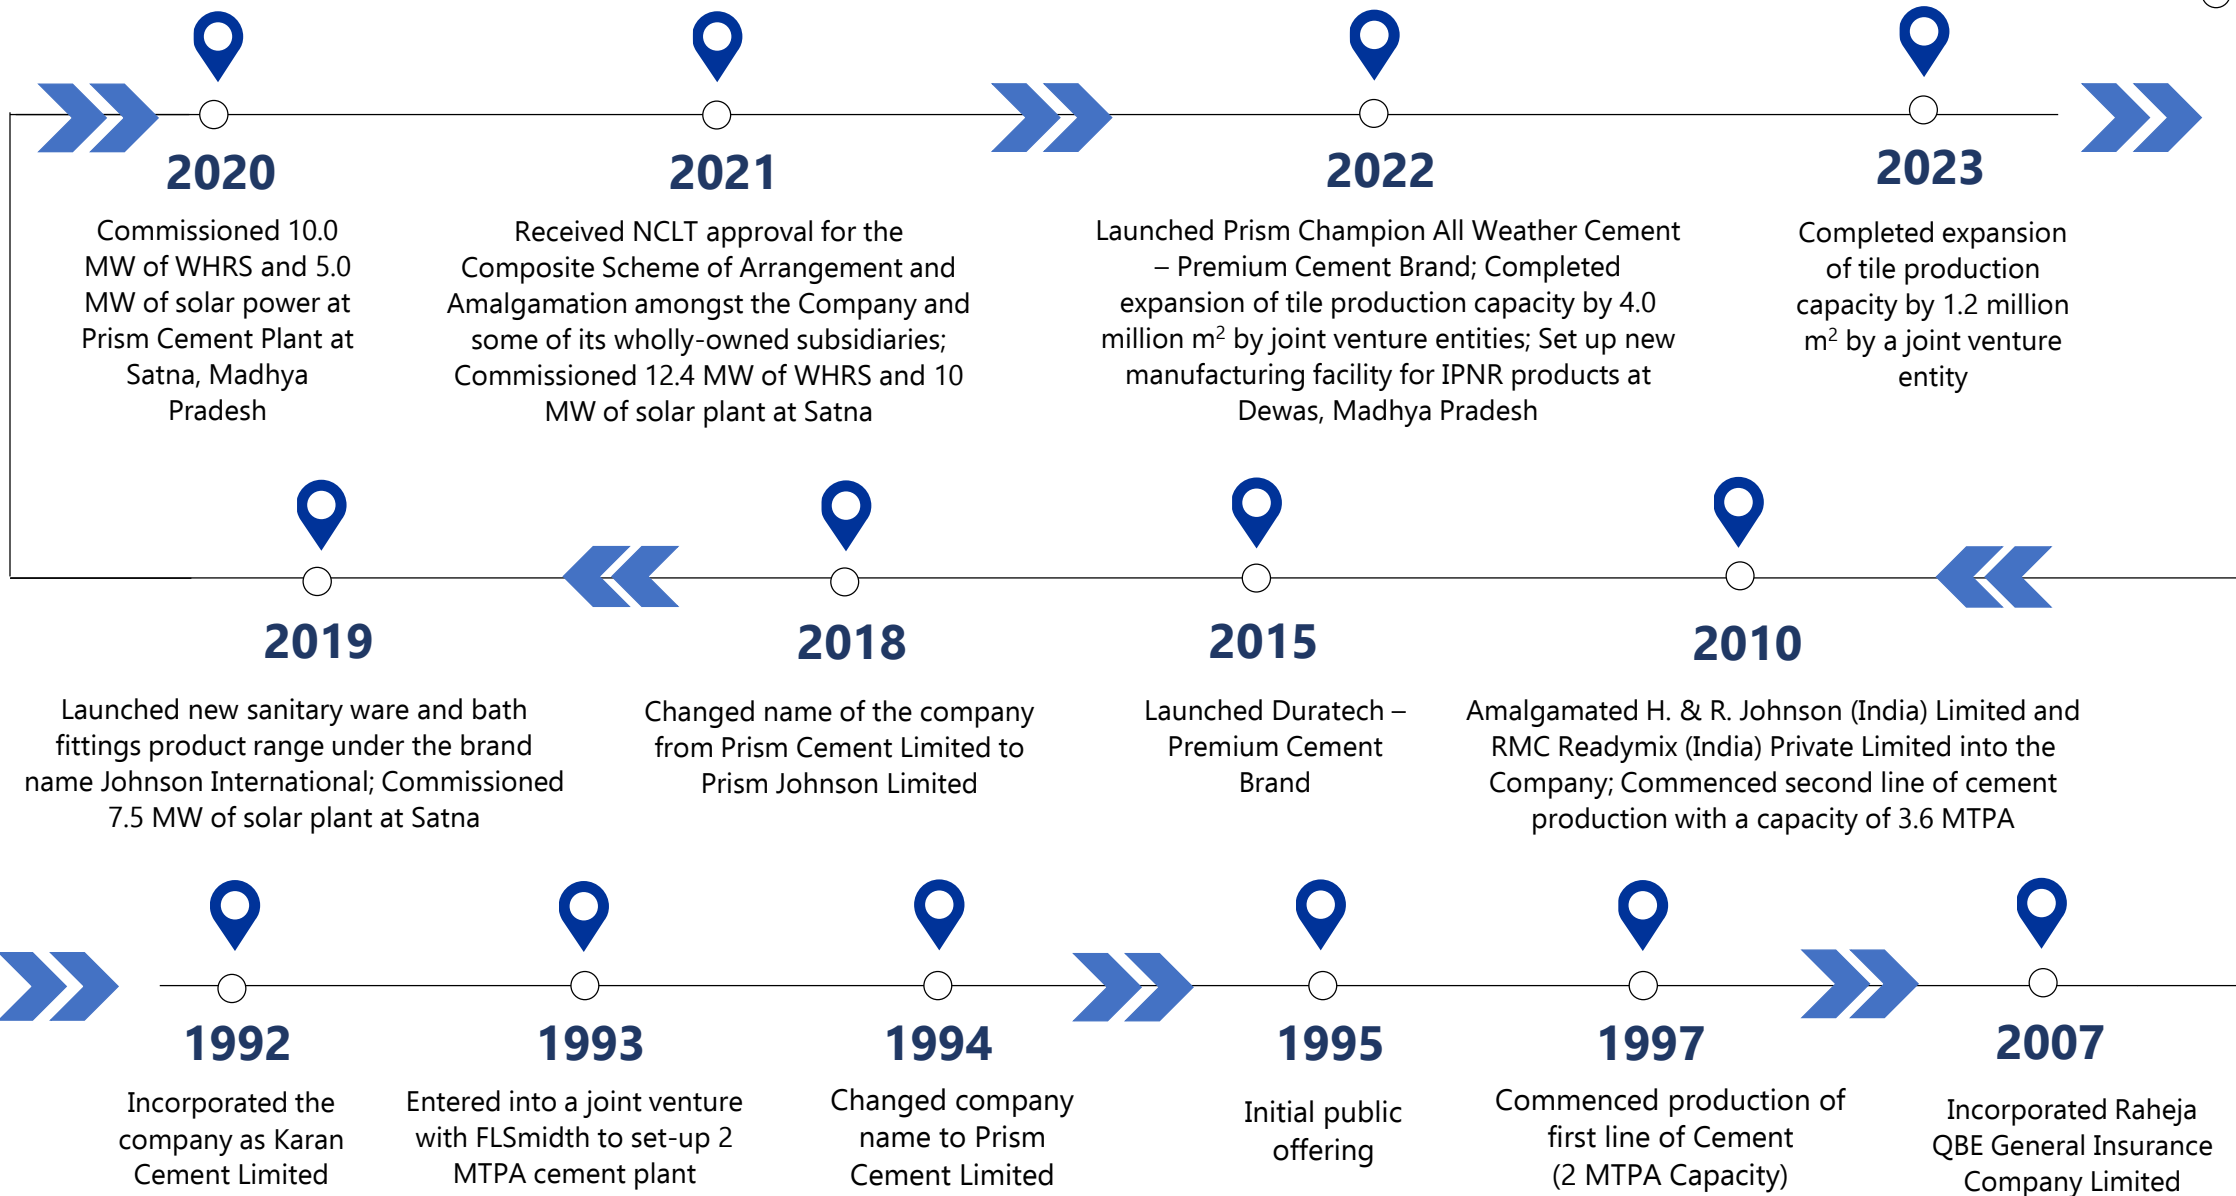 2020
Commissioned 10.0
MW of WHRS and 5.0
MW of solar power at
Prism Cement Plant at
Satna, Madhya
Pradesh
2021
Received NCLT approval for the
Composite Scheme of Arrangement and
Amalgamation amongst the Company and
some of its wholly-owned subsidiaries;
Commissioned 12.4 MW of WHRS and 10
MW of solar plant at Satna
2022
Launched Prism Champion All Weather Cement
– Premium Cement Brand; Completed
expansion of tile production capacity by 4.0
million m² by joint venture entities; Set up new
manufacturing facility for IPNR products at
Dewas, Madhya Pradesh
2023
Completed expansion
of tile production
capacity by 1.2 million
m² by a joint venture
entity
2019
Launched new sanitary ware and bath
fittings product range under the brand
name Johnson International; Commissioned
7.5 MW of solar plant at Satna
2018
Changed name of the company
from Prism Cement Limited to
Prism Johnson Limited
2015
Launched Duratech –
Premium Cement
Brand
2010
Amalgamated H. & R. Johnson (India) Limited and
RMC Readymix (India) Private Limited into the
Company; Commenced second line of cement
production with a capacity of 3.6 MTPA
1992
Incorporated the
company as Karan
Cement Limited
1993
Entered into a joint venture
with FLSmidth to set-up 2
MTPA cement plant
1994
Changed company
name to Prism
Cement Limited
1995
Initial public
offering
1997
Commenced production of
first line of Cement
(2 MTPA Capacity)
2007
Incorporated Raheja
QBE General Insurance
Company Limited